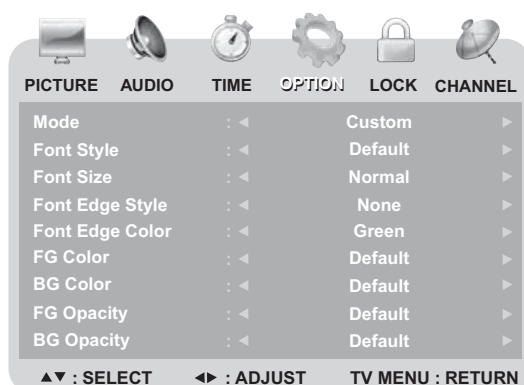 PICTURE AUDIO TIME OPTION LOCK CHANNEL
Mode : ◄ Custom ►
Font Style : ◄ Default ►
Font Size : ◄ Normal ►
Font Edge Style : ◄ None ►
Font Edge Color : ◄ Green ►
FG Color : ◄ Default ►
BG Color : ◄ Default ►
FG Opacity : ◄ Default ►
BG Opacity : ◄ Default ►
▲▼ : SELECT ◄► : ADJUST TV MENU : RETURN